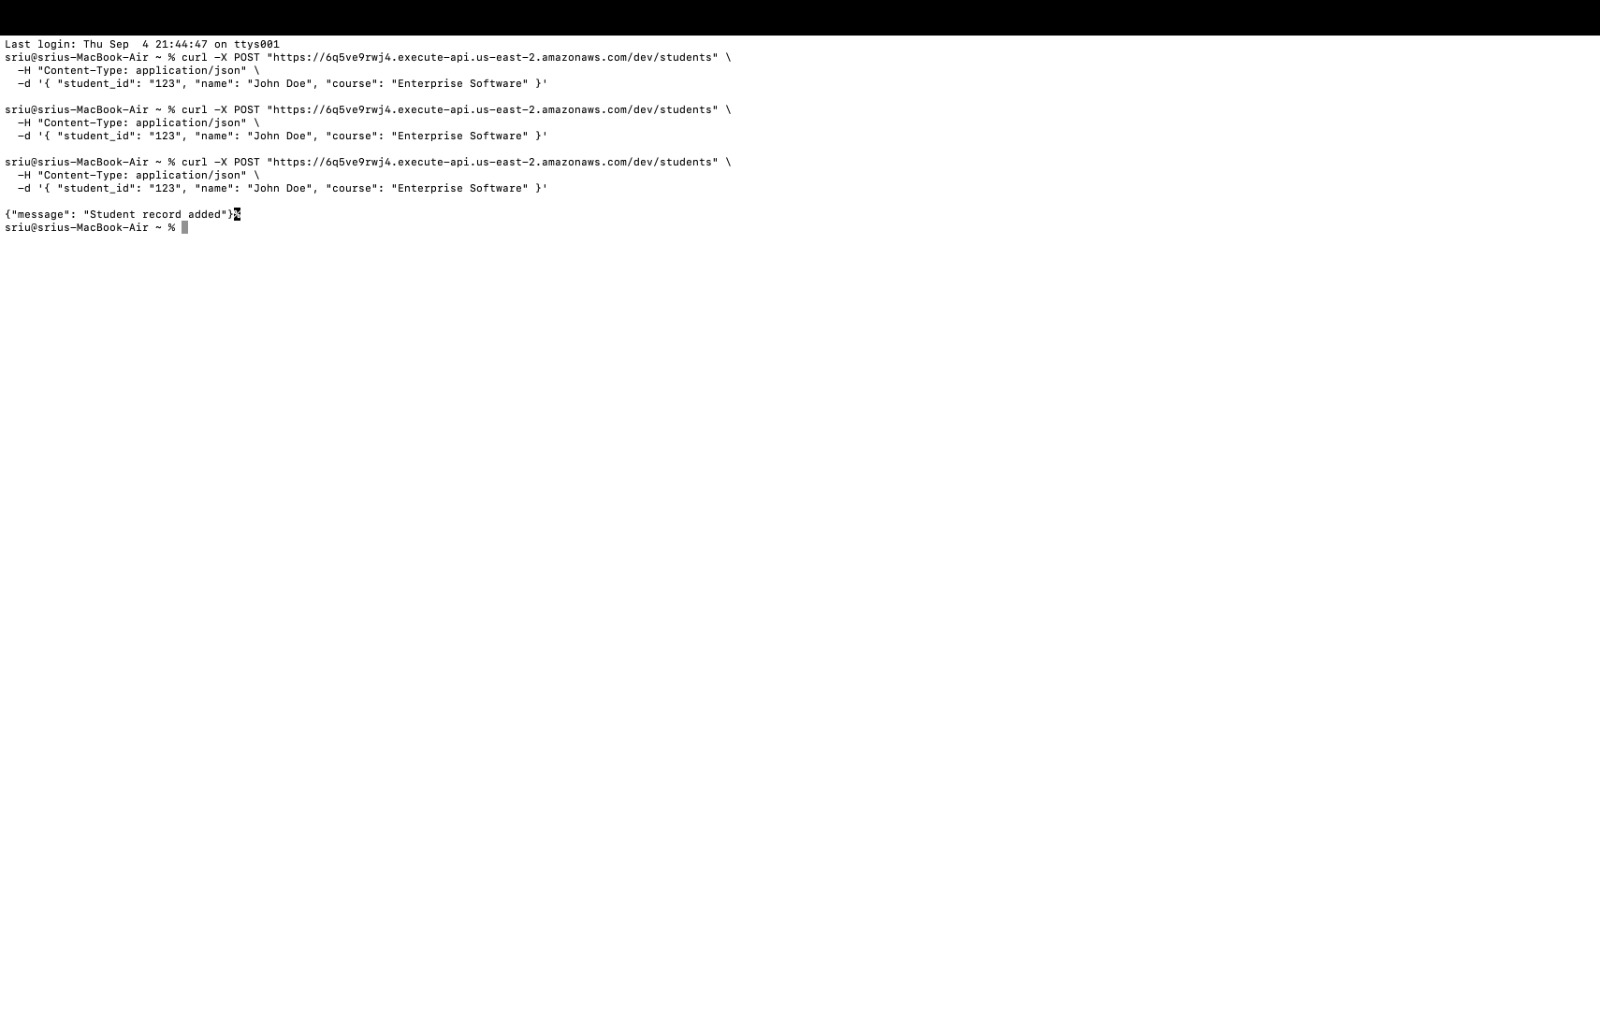 Last login: Thu Sep  4 21:44:47 on ttys001
sriu@srius-MacBook-Air ~ % curl -X POST "https://6q5ve9rwj4.execute-api.us-east-2.amazonaws.com/dev/students" \
  -H "Content-Type: application/json" \
  -d '{ "student_id": "123", "name": "John Doe", "course": "Enterprise Software" }'
sriu@srius-MacBook-Air ~ % curl -X POST "https://6q5ve9rwj4.execute-api.us-east-2.amazonaws.com/dev/students" \
  -H "Content-Type: application/json" \
  -d '{ "student_id": "123", "name": "John Doe", "course": "Enterprise Software" }'
sriu@srius-MacBook-Air ~ % curl -X POST "https://6q5ve9rwj4.execute-api.us-east-2.amazonaws.com/dev/students" \
  -H "Content-Type: application/json" \
  -d '{ "student_id": "123", "name": "John Doe", "course": "Enterprise Software" }'
{"message": "Student record added"}%
sriu@srius-MacBook-Air ~ %